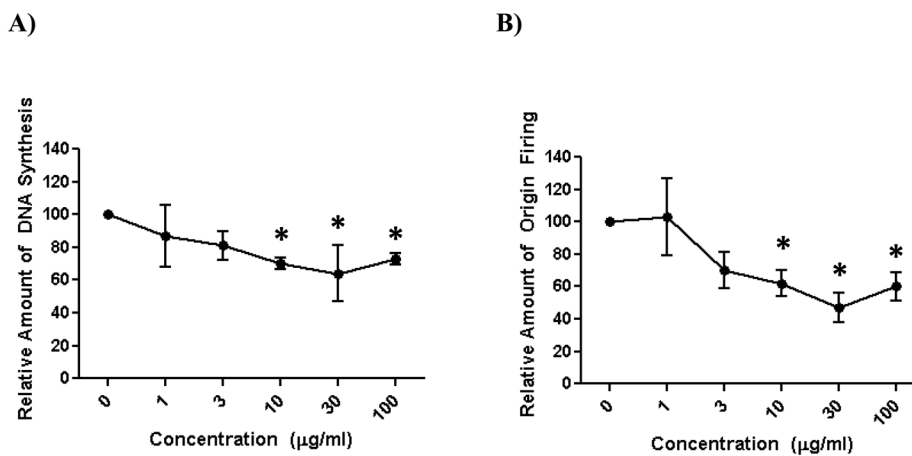 A)
B)
Relative Amount of DNA Synthesis
140
120
100
80
60
40
20
0
* * *
0 1 3 10 30 100
Concentration (µg/ml)
Relative Amount of Origin Firing
140
120
100
80
60
40
20
0
* * *
0 1 3 10 30 100
Concentration (µg/ml)